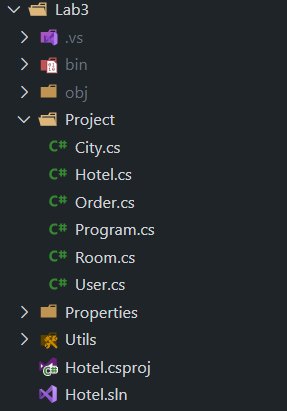 Lab3
.vs
bin
obj
Project
C# City.cs
C# Hotel.cs
C# Order.cs
C# Program.cs
C# Room.cs
C# User.cs
Properties
Utils
Hotel.csproj
Hotel.sln